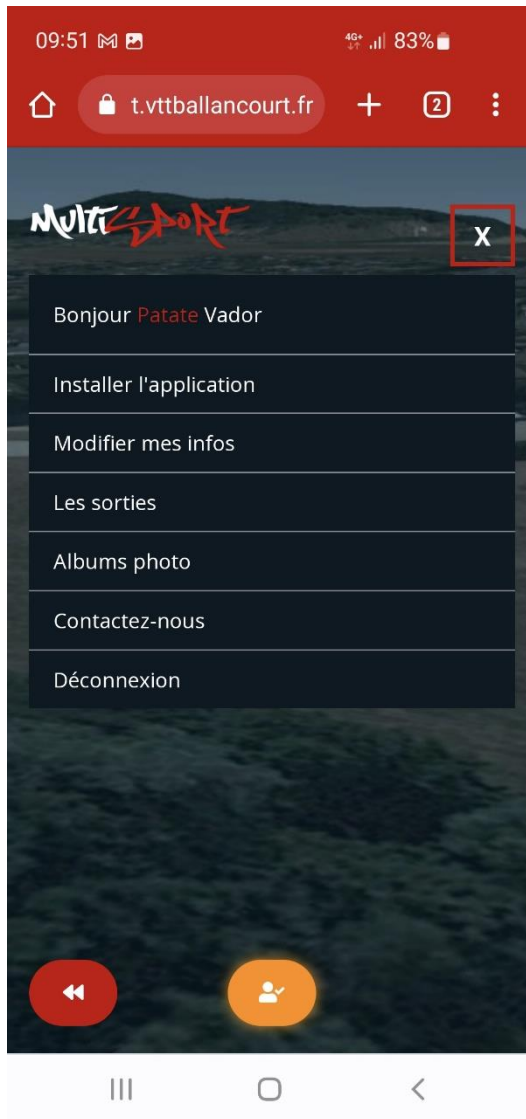 09:51 4G+ 83%
t.vttballancourt.fr 2
MultiSport X
Bonjour Patate Vador
Installer l'application
Modifier mes infos
Les sorties
Albums photo
Contactez-nous
Déconnexion